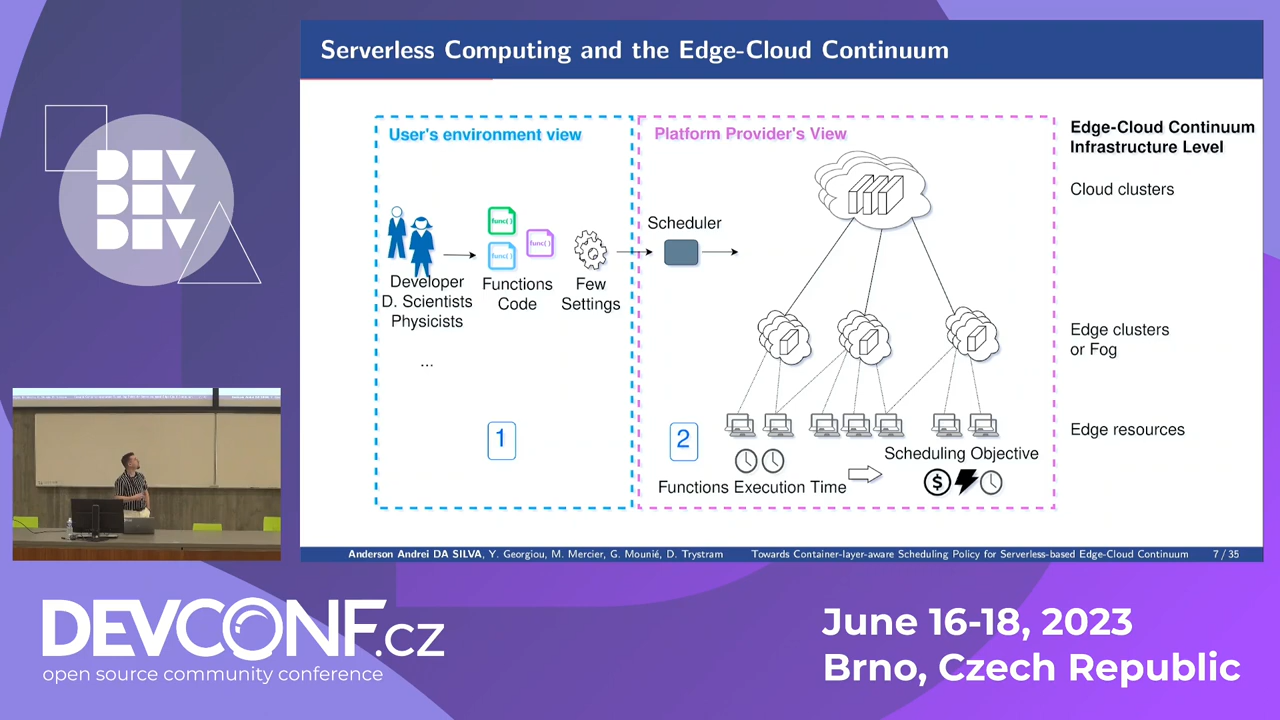 Serverless Computing and the Edge-Cloud Continuum
User's environment view
Platform Provider's View
Edge-Cloud Continuum
Infrastructure Level
Cloud clusters
func()
func()
func()
Scheduler
Developer
D. Scientists
Physicists
...
Functions
Code
Few
Settings
Edge clusters
or Fog
1
2
Edge resources
Scheduling Objective
$
Functions Execution Time
Anderson Andrei DA SILVA, Y. Georgiou, M. Mercier, G. Mounié, D. Trystram
Towards Container-layer-aware Scheduling Policy for Serverless-based Edge-Cloud Continuum
7 / 35
DEV
DEV
DEV
DEVCONF.cz
open source community conference
June 16-18, 2023
Brno, Czech Republic